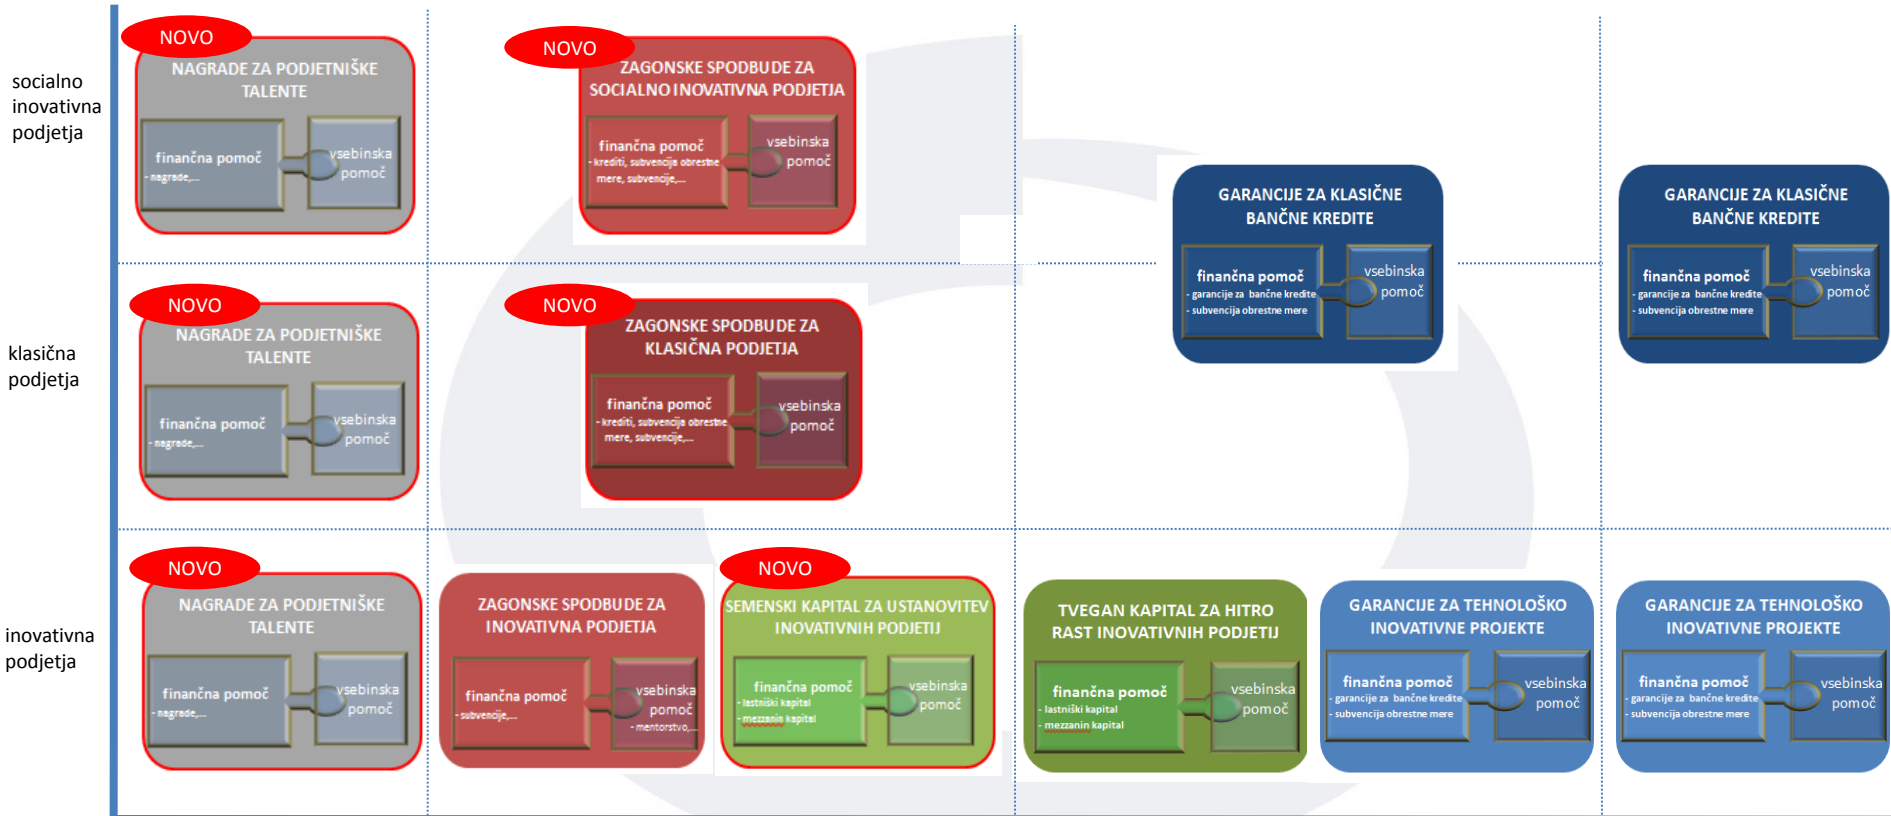 socialno
inovativna
podjetja
NOVO
NAGRADE ZA PODJETNIŠKE
TALENTE
finančna pomoč
- nagrade,...
vsebinska
pomoč
NOVO
ZAGONSKE SPODBUDE ZA
SOCIALNO INOVATIVNA PODJETJA
finančna pomoč
- krediti, subvencija obrestne
mere, subvencije,...
vsebinska
pomoč
GARANCIJE ZA KLASIČNE
BANČNE KREDITE
finančna pomoč
- garancije za bančne kredite
- subvencija obrestne mere
vsebinska
pomoč
GARANCIJE ZA KLASIČNE
BANČNE KREDITE
finančna pomoč
- garancije za bančne kredite
- subvencija obrestne mere
vsebinska
pomoč
klasična
podjetja
NOVO
NAGRADE ZA PODJETNIŠKE
TALENTE
finančna pomoč
- nagrade,...
vsebinska
pomoč
NOVO
ZAGONSKE SPODBUDE ZA
KLASIČNA PODJETJA
finančna pomoč
- krediti, subvencija obrestne
mere, subvencije,...
vsebinska
pomoč
inovativna
podjetja
NOVO
NAGRADE ZA PODJETNIŠKE
TALENTE
finančna pomoč
- nagrade,...
vsebinska
pomoč
ZAGONSKE SPODBUDE ZA
INOVATIVNA PODJETJA
finančna pomoč
- subvencije,...
vsebinska
pomoč
- mentorstvo,...
NOVO
SEMENSKI KAPITAL ZA USTANOVITEV
INOVATIVNIH PODJETIJ
finančna pomoč
- lastniški kapital
- mezzanin kapital
vsebinska
pomoč
TVEGAN KAPITAL ZA HITRO
RAST INOVATIVNIH PODJETIJ
finančna pomoč
- lastniški kapital
- mezzanin kapital
vsebinska
pomoč
GARANCIJE ZA TEHNOLOŠKO
INOVATIVNE PROJEKTE
finančna pomoč
- garancije za bančne kredite
- subvencija obrestne mere
vsebinska
pomoč
GARANCIJE ZA TEHNOLOŠKO
INOVATIVNE PROJEKTE
finančna pomoč
- garancije za bančne kredite
- subvencija obrestne mere
vsebinska
pomoč